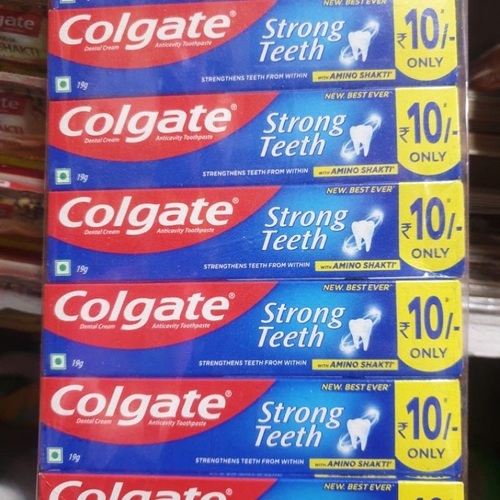 Colgate®
Dental Cream Anticavity Toothpaste
Strong
Teeth
₹10/-
ONLY
19g
STRENGTHENS TEETH FROM WITHIN WITH AMINO SHAKTI*
NEW. BEST EVER
Colgate®
Dental Cream Anticavity Toothpaste
Strong
Teeth
₹10/-
ONLY
19g
STRENGTHENS TEETH FROM WITHIN WITH AMINO SHAKTI*
NEW. BEST EVER
Colgate®
Dental Cream Anticavity Toothpaste
Strong
Teeth
₹10/-
ONLY
19g
STRENGTHENS TEETH FROM WITHIN WITH AMINO SHAKTI*
NEW. BEST EVER
Colgate®
Dental Cream Anticavity Toothpaste
Strong
Teeth
₹10/-
ONLY
19g
STRENGTHENS TEETH FROM WITHIN WITH AMINO SHAKTI*
NEW. BEST EVER
Colgate®
Dental Cream Anticavity Toothpaste
Strong
Teeth
₹10/-
ONLY
19g
STRENGTHENS TEETH FROM WITHIN WITH AMINO SHAKTI*
NEW. BEST EVER
Colgate
Strong